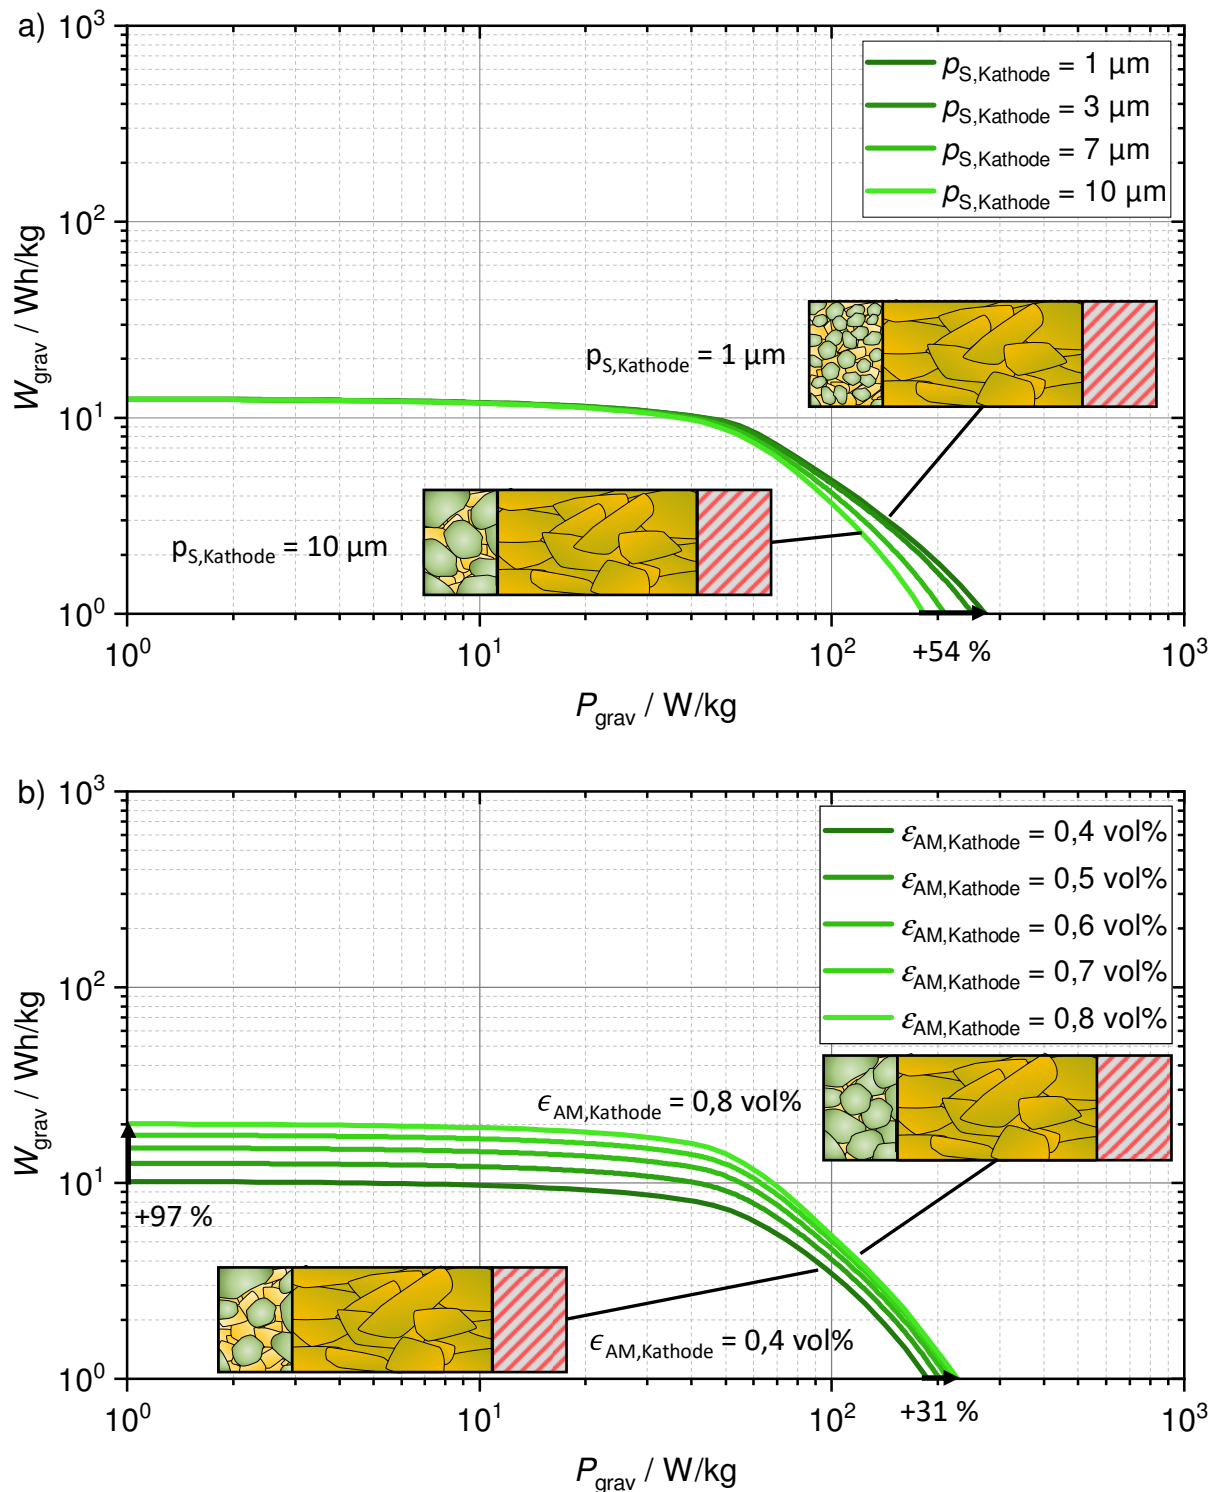 a)
10³
10²
10¹
10⁰
W_grav / Wh/kg
p_S,Kathode = 1 µm
p_S,Kathode = 3 µm
p_S,Kathode = 7 µm
p_S,Kathode = 10 µm
p_S,Kathode = 1 µm
p_S,Kathode = 10 µm
10⁰ 10¹ 10² 10³
+54 %
P_grav / W/kg
b)
10³
10²
10¹
10⁰
W_grav / Wh/kg
ε_AM,Kathode = 0,4 vol%
ε_AM,Kathode = 0,5 vol%
ε_AM,Kathode = 0,6 vol%
ε_AM,Kathode = 0,7 vol%
ε_AM,Kathode = 0,8 vol%
ϵ_AM,Kathode = 0,8 vol%
+97 %
ϵ_AM,Kathode = 0,4 vol%
10⁰ 10¹ 10² 10³
+31 %
P_grav / W/kg